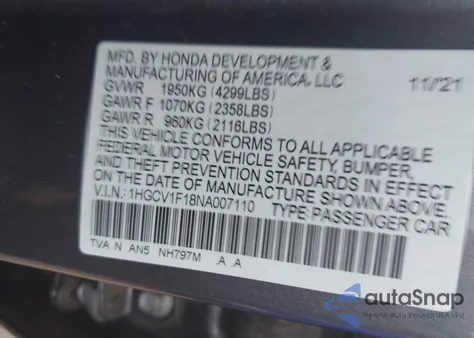 MFD. BY HONDA DEVELOPMENT &
MANUFACTURING OF AMERICA, LLC 11/'21
GVWR 1950KG (4299LBS)
GAWR F 1070KG (2358LBS)
GAWR R 960KG (2116LBS)
THIS VEHICLE CONFORMS TO ALL APPLICABLE
FEDERAL MOTOR VEHICLE SAFETY, BUMPER,
AND THEFT PREVENTION STANDARDS IN EFFECT
ON THE DATE OF MANUFACTURE SHOWN ABOVE.
V.I.N.: 1HGCV1F18NA007110 TYPE: PASSENGER CAR
TVA N AN5 NH797M .A .A
autoSnap